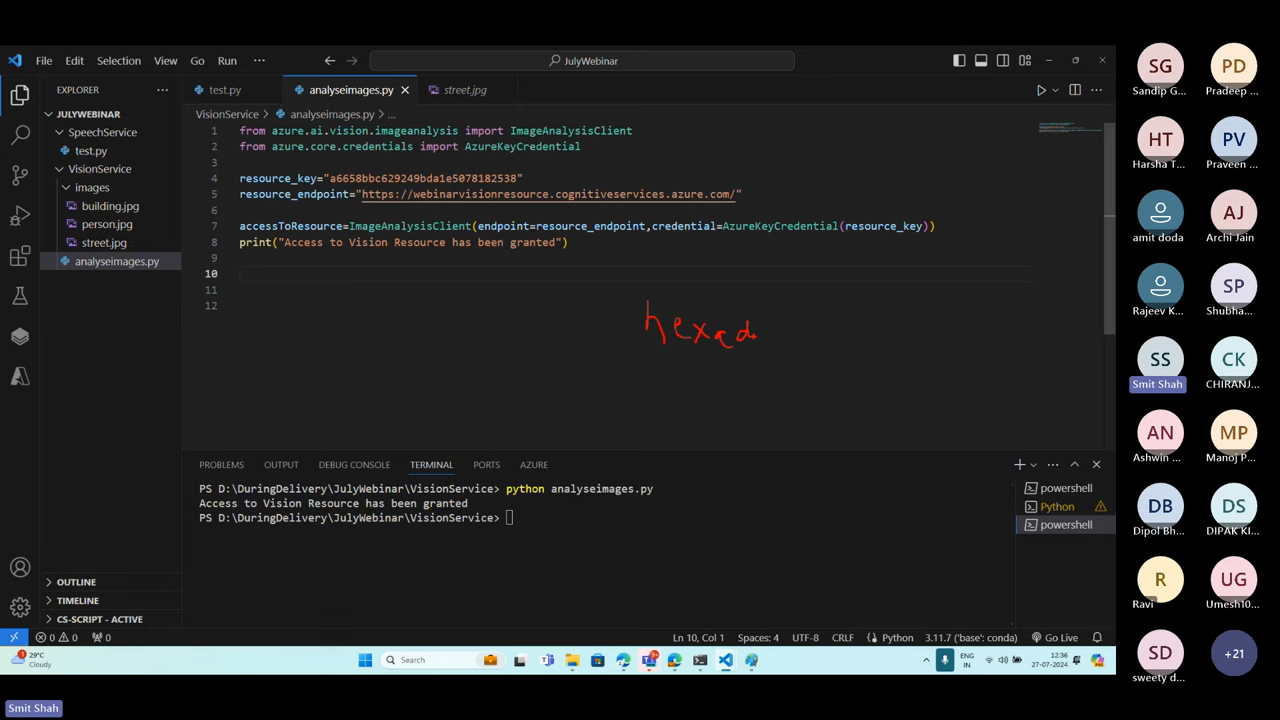 File Edit Selection View Go Run ··· JulyWebinar
EXPLORER ···
JULYWEBINAR
SpeechService
test.py
VisionService
images
building.jpg
person.jpg
street.jpg
analyseimages.py
OUTLINE
TIMELINE
CS-SCRIPT - ACTIVE
test.py analyseimages.py street.jpg
VisionService > analyseimages.py > ...
1 from azure.ai.vision.imageanalysis import ImageAnalysisClient
2 from azure.core.credentials import AzureKeyCredential
3
4 resource_key="a6658bbc629249bda1e5078182538"
5 resource_endpoint="https://webinarvisionresource.cognitiveservices.azure.com/"
6
7 accessToResource=ImageAnalysisClient(endpoint=resource_endpoint,credential=AzureKeyCredential(resource_key))
8 print("Access to Vision Resource has been granted")
9
10
11
12
hexad
PROBLEMS OUTPUT DEBUG CONSOLE TERMINAL PORTS AZURE
PS D:\DuringDelivery\JulyWebinar\VisionService> python analyseimages.py
Access to Vision Resource has been granted
PS D:\DuringDelivery\JulyWebinar\VisionService>
powershell
Python
powershell
0 0 0 Ln 10, Col 1 Spaces: 4 UTF-8 CRLF Python 3.11.7 ('base': conda) Go Live
1 29°C
Cloudy
Search
ENG
IN
12:36
27-07-2024
SG PD
Sandip G... Pradeep ...
HT PV
Harsha T... Praveen ...
AJ
amit doda Archi Jain
SP
Rajeev K... Shubha...
SS CK
Smit Shah CHIRANJ...
AN MP
Ashwin ... Manoj P...
DB DS
Dipol Bh... DIPAK KI...
R UG
Ravi Umesh10...
SD +21
sweety d...
Smit Shah